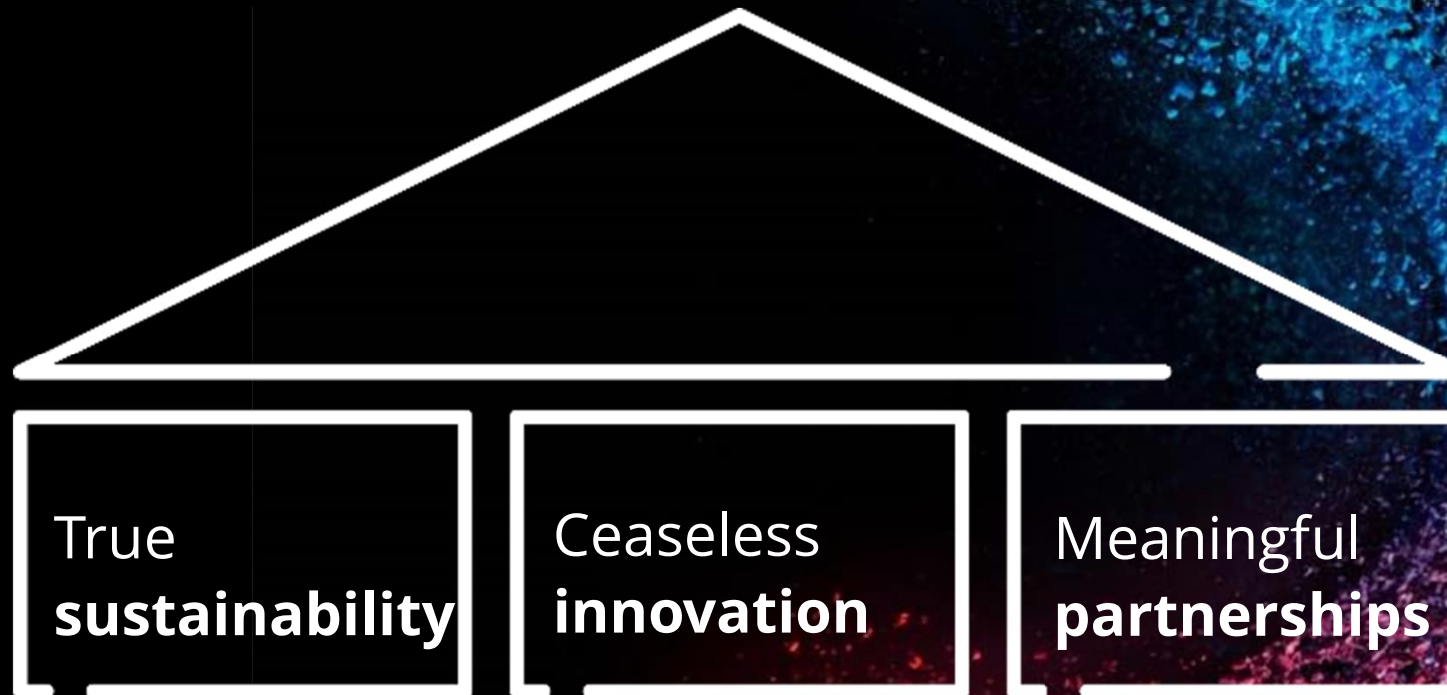 True
sustainability
Ceaseless
innovation
Meaningful
partnerships